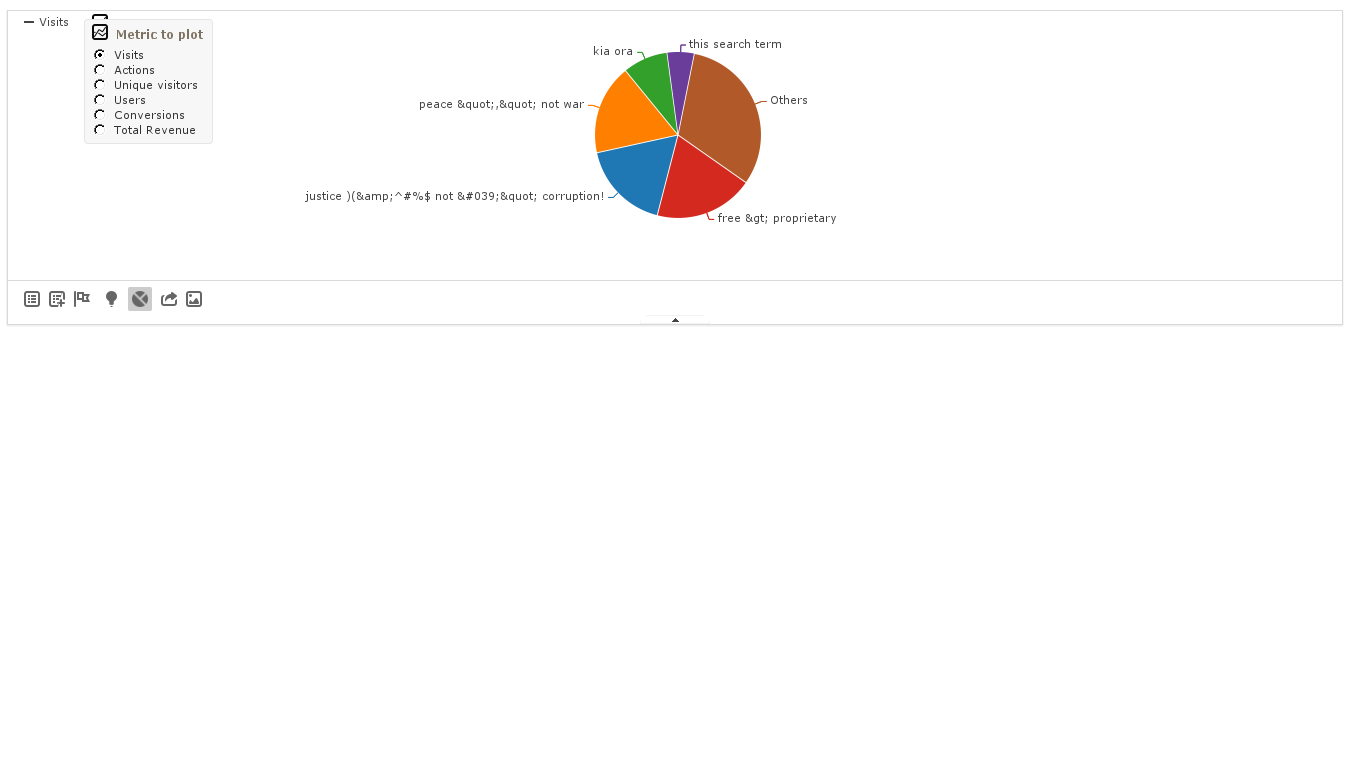 Visits
Metric to plot
Visits
Actions
Unique visitors
Users
Conversions
Total Revenue
this search term
kia ora
Others
peace &quot;,&quot; not war
justice )(&amp;^#%$ not &#039;&quot; corruption!
free &gt; proprietary